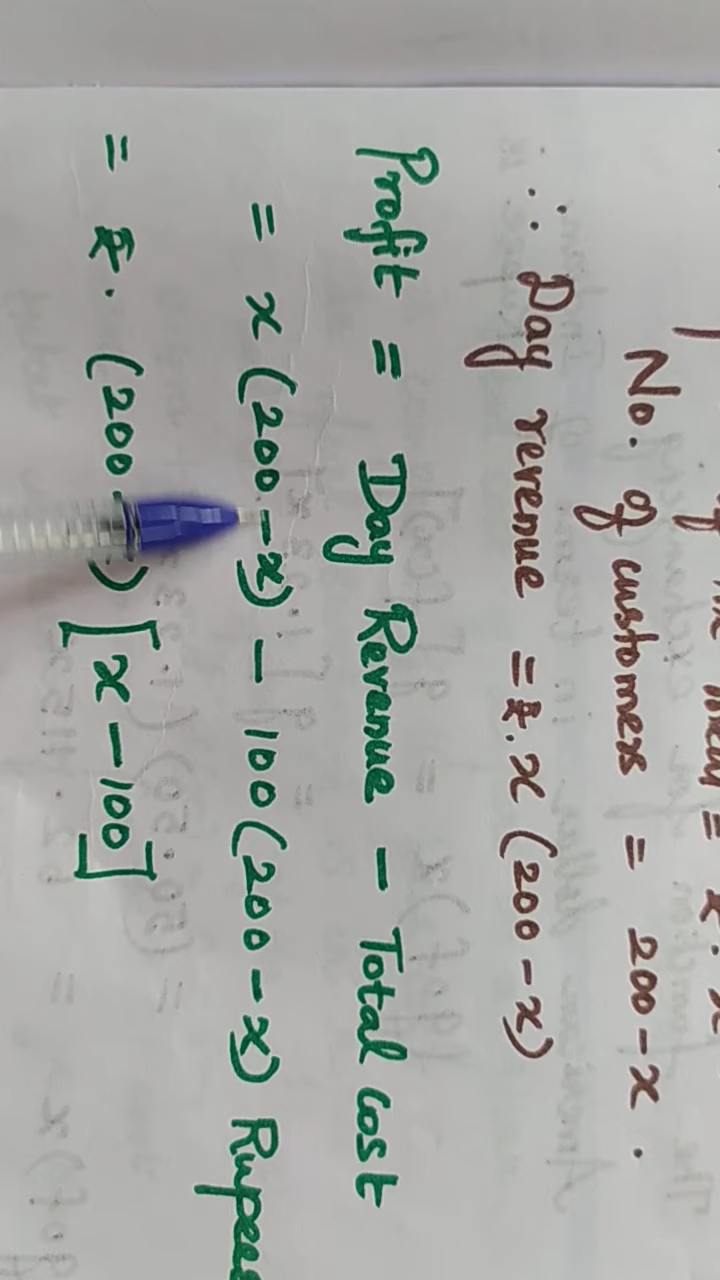 = ₹. x
No. of customers = 200 - x.
∴ Day revenue = ₹. x (200 - x)
Profit = Day Revenue - Total cost
= x (200 - x) - 100 (200 - x) Rupees
= ₹. (200 - ) [x - 100]